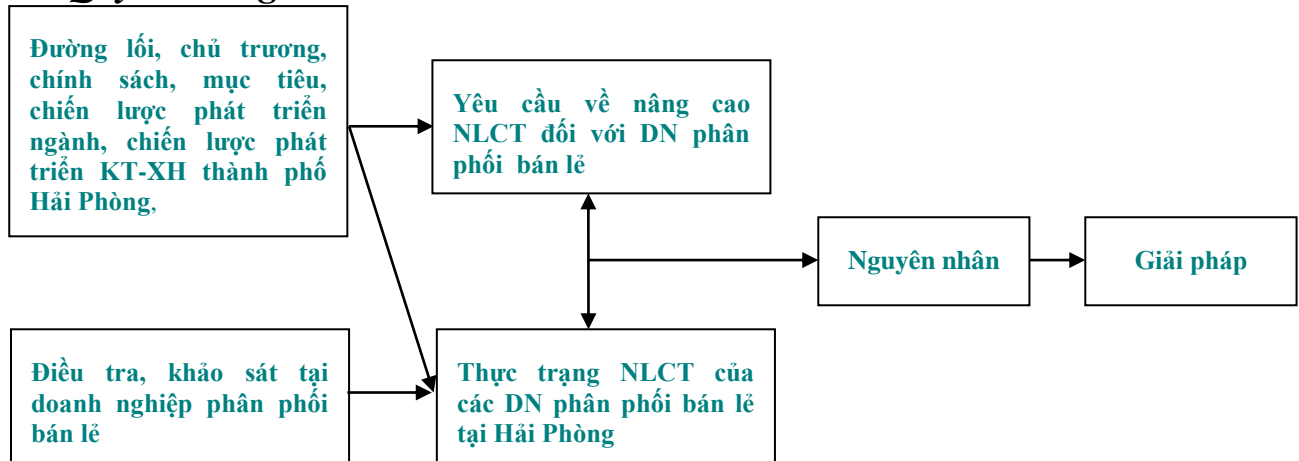 Đường lối, chủ trương,
chính sách, mục tiêu,
chiến lược phát triển
ngành, chiến lược phát
triển KT-XH thành phố
Hải Phòng,
Yêu cầu về nâng cao
NLCT đối với DN phân
phối bán lẻ
Nguyên nhân
Giải pháp
Điều tra, khảo sát tại
doanh nghiệp phân phối
bán lẻ
Thực trạng NLCT của
các DN phân phối bán lẻ
tại Hải Phòng